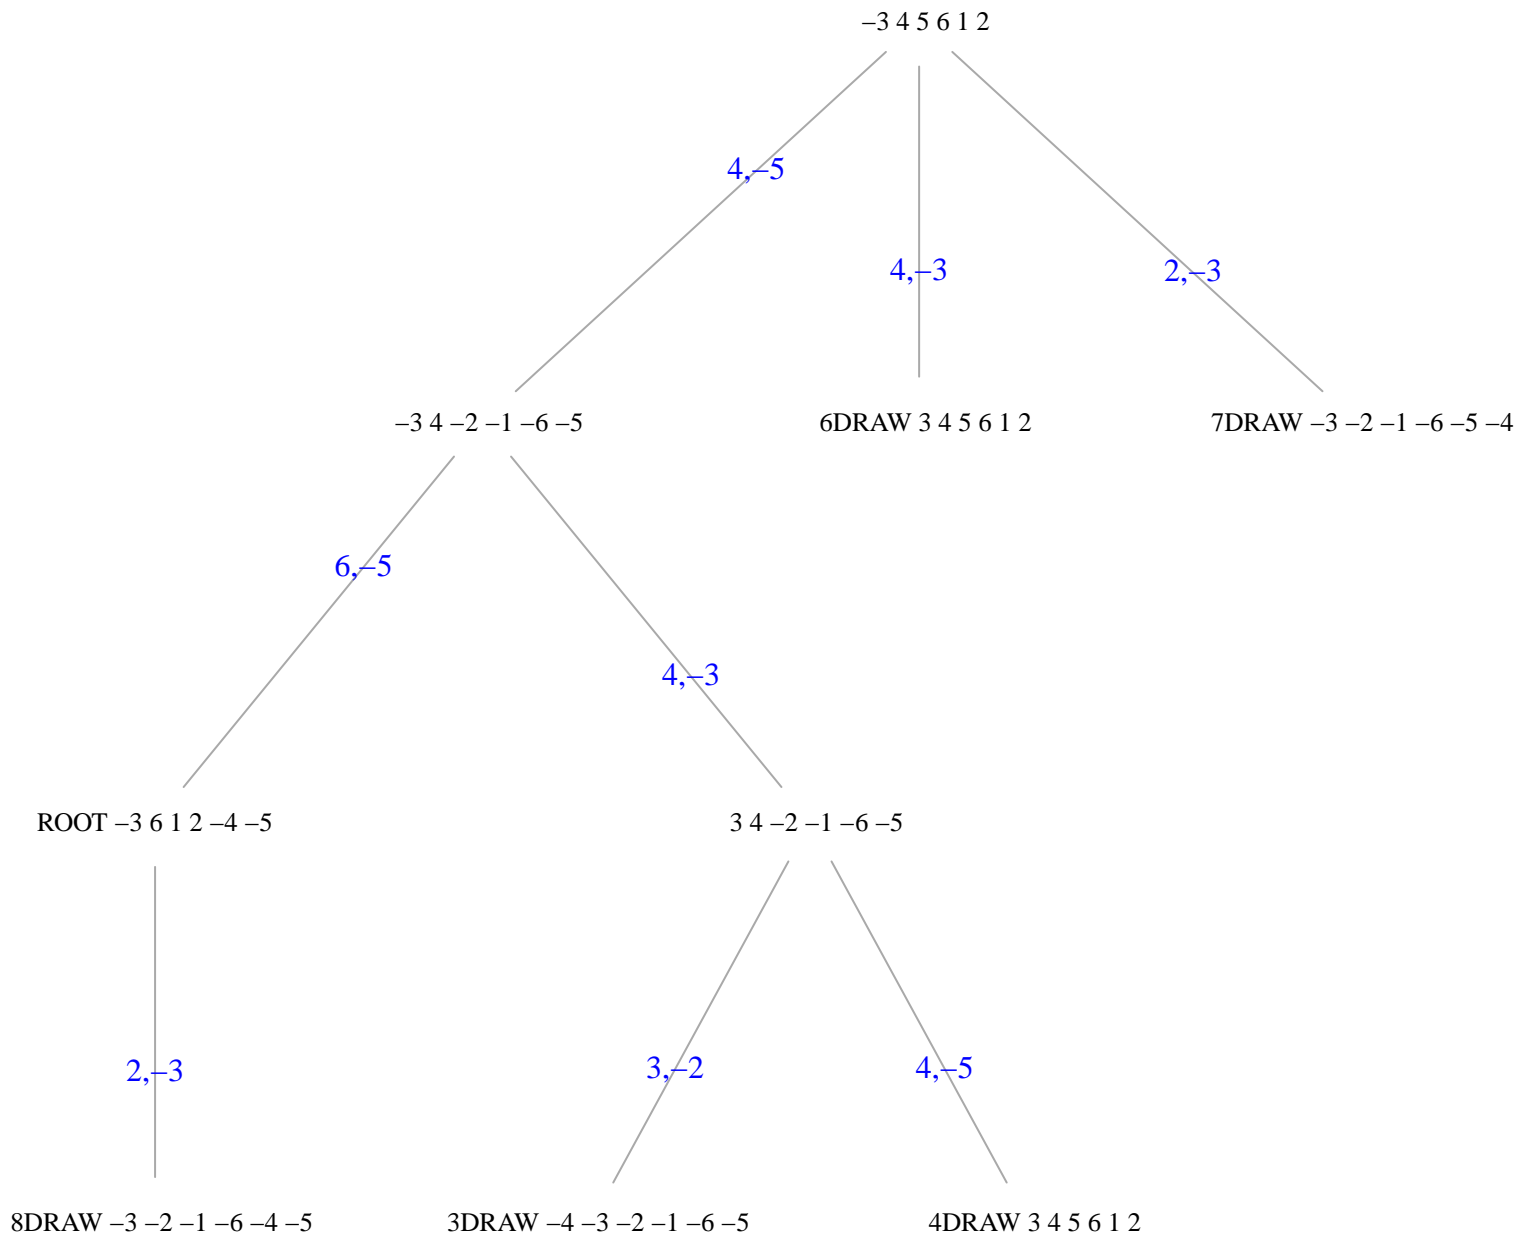 –3 4 5 6 1 2
4,–5
4,–3
2,–3
–3 4 –2 –1 –6 –5
6DRAW 3 4 5 6 1 2
7DRAW –3 –2 –1 –6 –5 –4
6,–5
4,–3
ROOT –3 6 1 2 –4 –5
3 4 –2 –1 –6 –5
2,–3
3,–2
4,–5
8DRAW –3 –2 –1 –6 –4 –5
3DRAW –4 –3 –2 –1 –6 –5
4DRAW 3 4 5 6 1 2